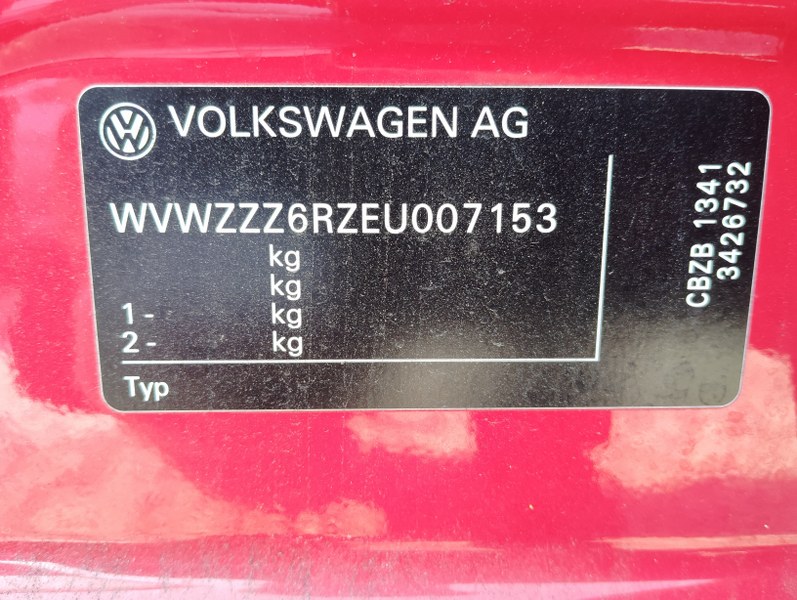 VOLKSWAGEN AG
WVWZZZ6RZEU007153
kg
kg
1 - kg
2 - kg
Typ
CBZB 1341
3426732